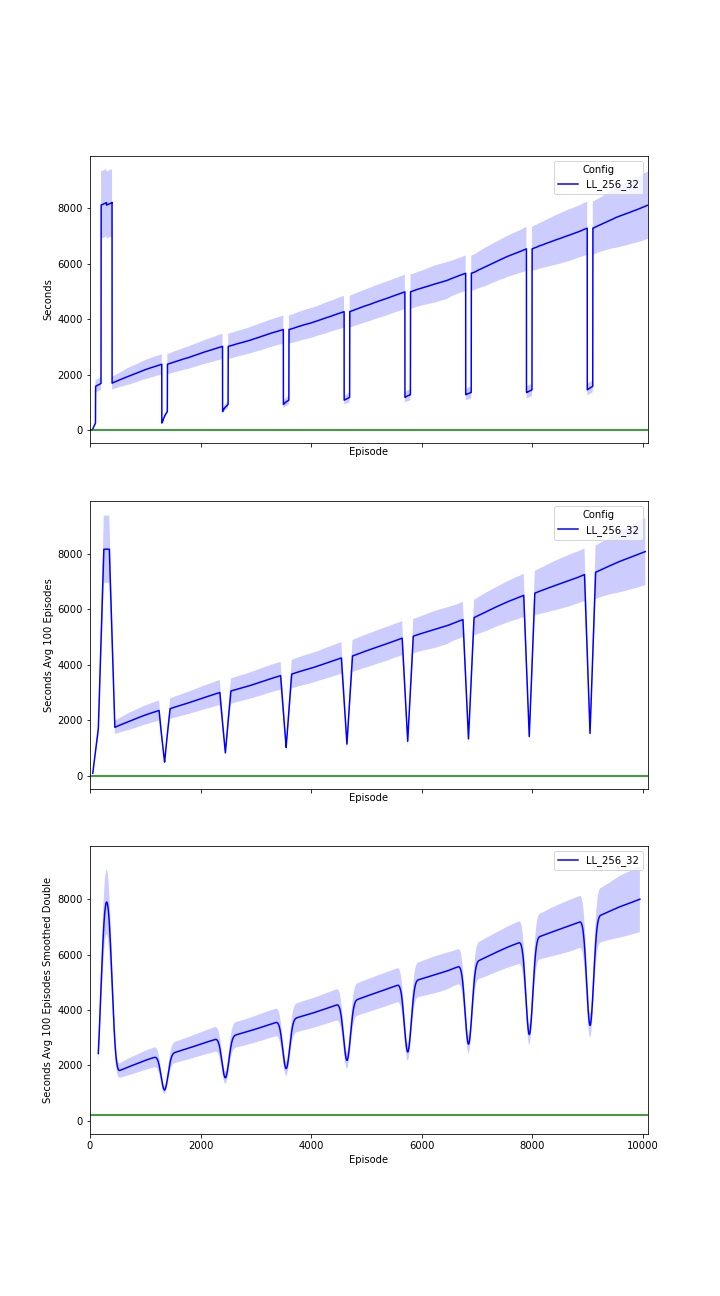 Config
LL_256_32
8000
6000
4000
2000
0
Seconds
Episode
Config
LL_256_32
8000
6000
4000
2000
0
Seconds Avg 100 Episodes
Episode
LL_256_32
8000
6000
4000
2000
0
Seconds Avg 100 Episodes Smoothed Double
0 2000 4000 6000 8000 10000
Episode